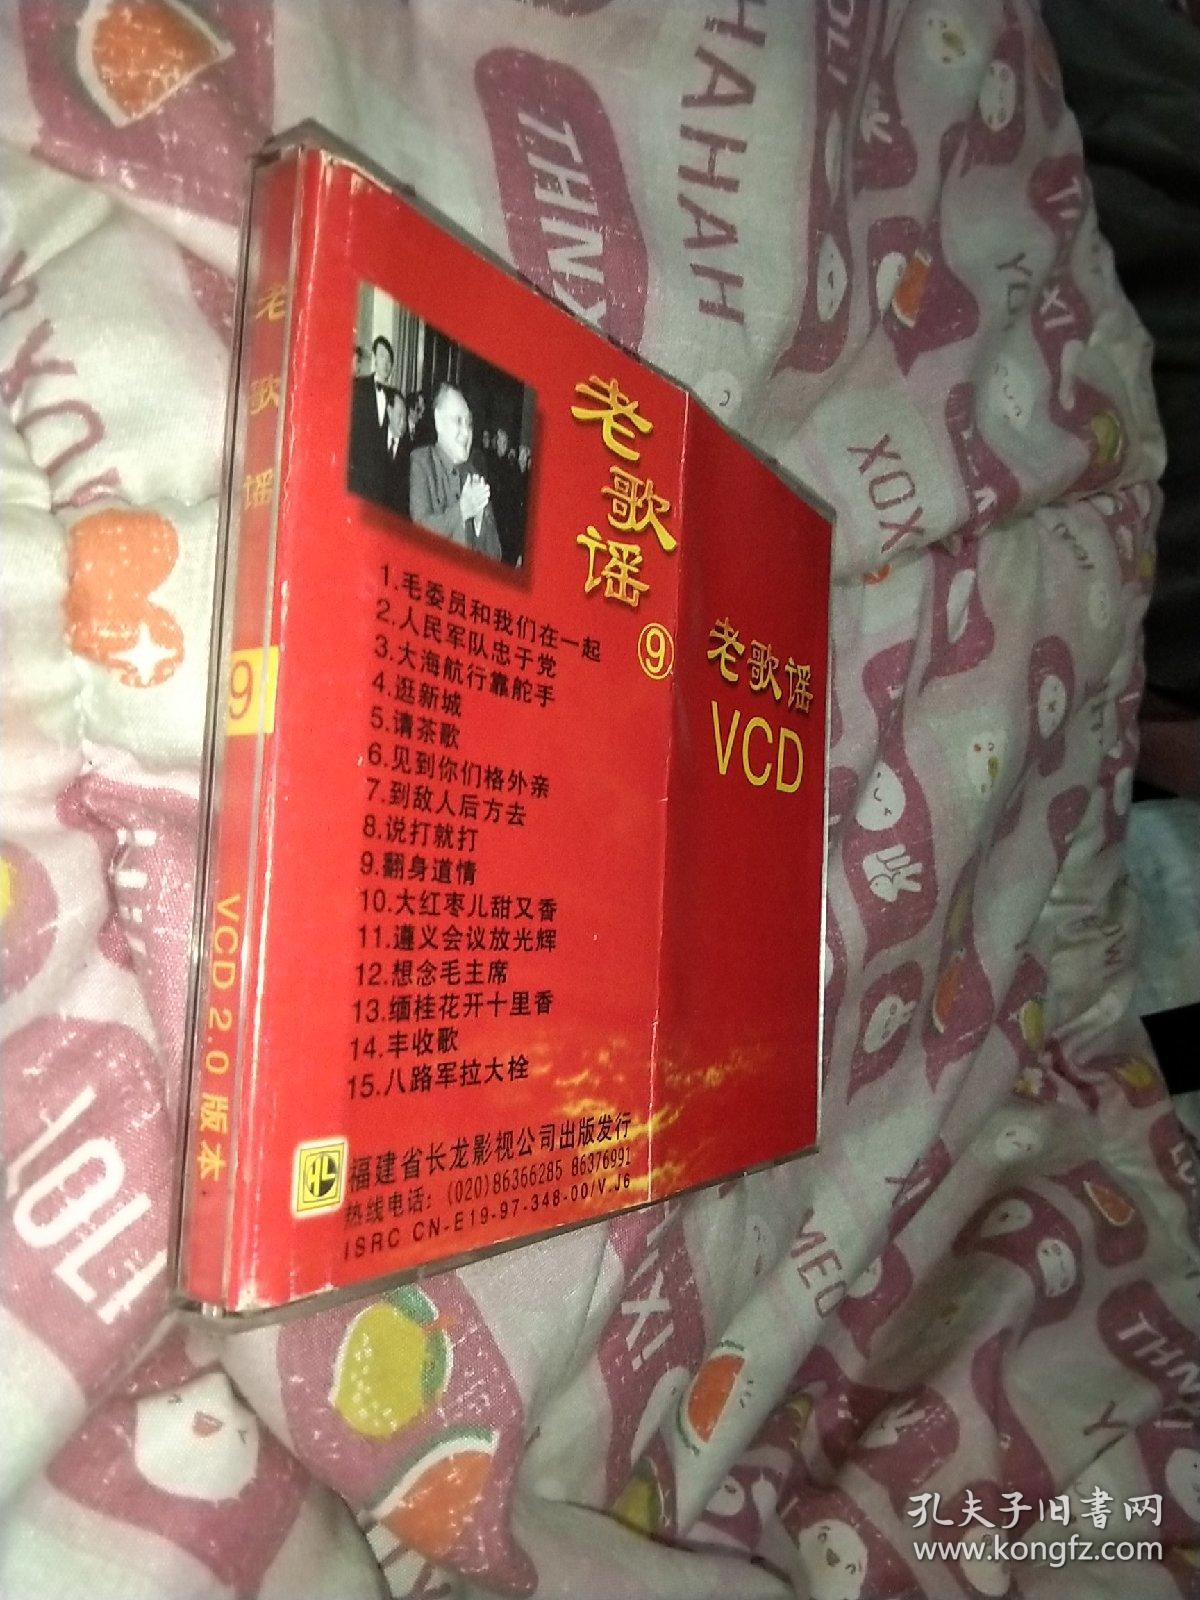 老歌谣
9
VCD 2.0版本
老歌谣
⑨
1.毛委员和我们在一起
2.人民军队忠于党
3.大海航行靠舵手
4.逛新城
5.请茶歌
6.见到你们格外亲
7.到敌人后方去
8.说打就打
9.翻身道情
10.大红枣儿甜又香
11.遵义会议放光辉
12.想念毛主席
13.缅桂花开十里香
14.丰收歌
15.八路军拉大栓
福建省长龙影视公司出版发行
热线电话：(020)86366285 86376991
ISRC CN-E19-97-348-00/V.J6
老歌谣
VCD
HAHAHAH
THNX
XOX
THNX
孔夫子旧書网
www.kongfz.com